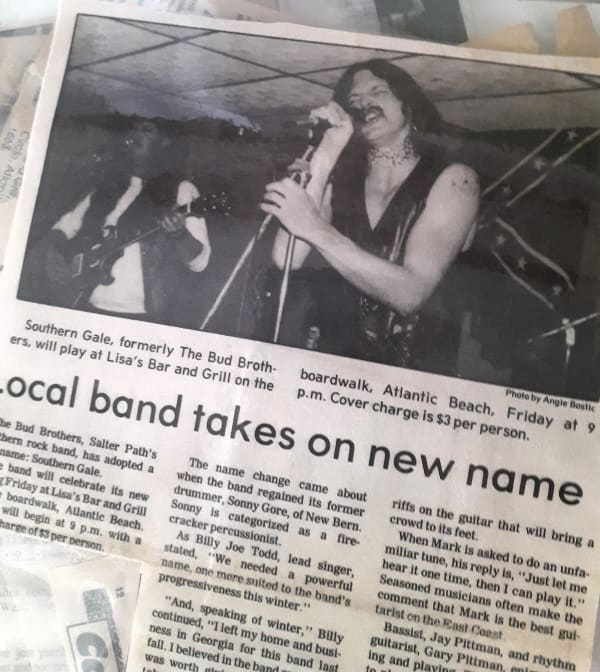 Southern Gale, formerly The Bud Broth-
ers, will play at Lisa's Bar and Grill on the
boardwalk, Atlantic Beach, Friday at 9
p.m. Cover charge is $3 per person.
Photo by Angie Bostic
Local band takes on new name
he Bud Brothers, Salter Path's
hern rock band, has adopted a
name: Southern Gale.
e band will celebrate its new
g Friday at Lisa's Bar and Grill
boardwalk, Atlantic Beach.
will begin at 9 p.m. with a
harge of $3 per person.
The name change came about
when the band regained its former
drummer, Sonny Gore, of New Bern.
Sonny is categorized as a fire-
cracker percussionist.
As Billy Joe Todd, lead singer,
stated, "We needed a powerful
name, one more suited to the band's
progressiveness this winter."
"And, speaking of winter," Billy
continued, "I left my home and busi-
ness in Georgia for this band last
fall. I believed in the band
was worth
riffs on the guitar that will bring a
crowd to its feet.
When Mark is asked to do an unfa-
miliar tune, his reply is, "Just let me
hear it one time, then I can play it."
Seasoned musicians often make the
comment that Mark is the best gui-
tarist on the East Coast.
Bassist, Jay Pittman, and rhythm
guitarist, Gary Putnam,
ing and playing